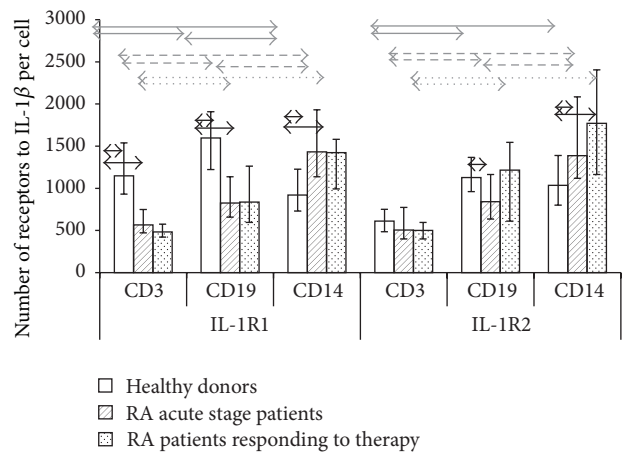 Number of receptors to IL-1β per cell
3000
2500
2000
1500
1000
500
0
CD3 CD19 CD14 CD3 CD19 CD14
IL-1R1 IL-1R2
Healthy donors
RA acute stage patients
RA patients responding to therapy